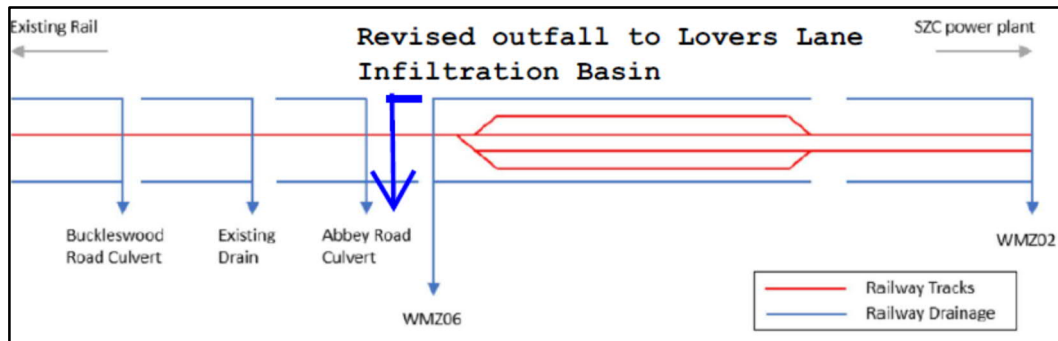 Existing Rail
Revised outfall to Lovers Lane
Infiltration Basin
SZC power plant
Buckleswood
Road Culvert
Existing
Drain
Abbey Road
Culvert
WMZ06
WMZ02
Railway Tracks
Railway Drainage